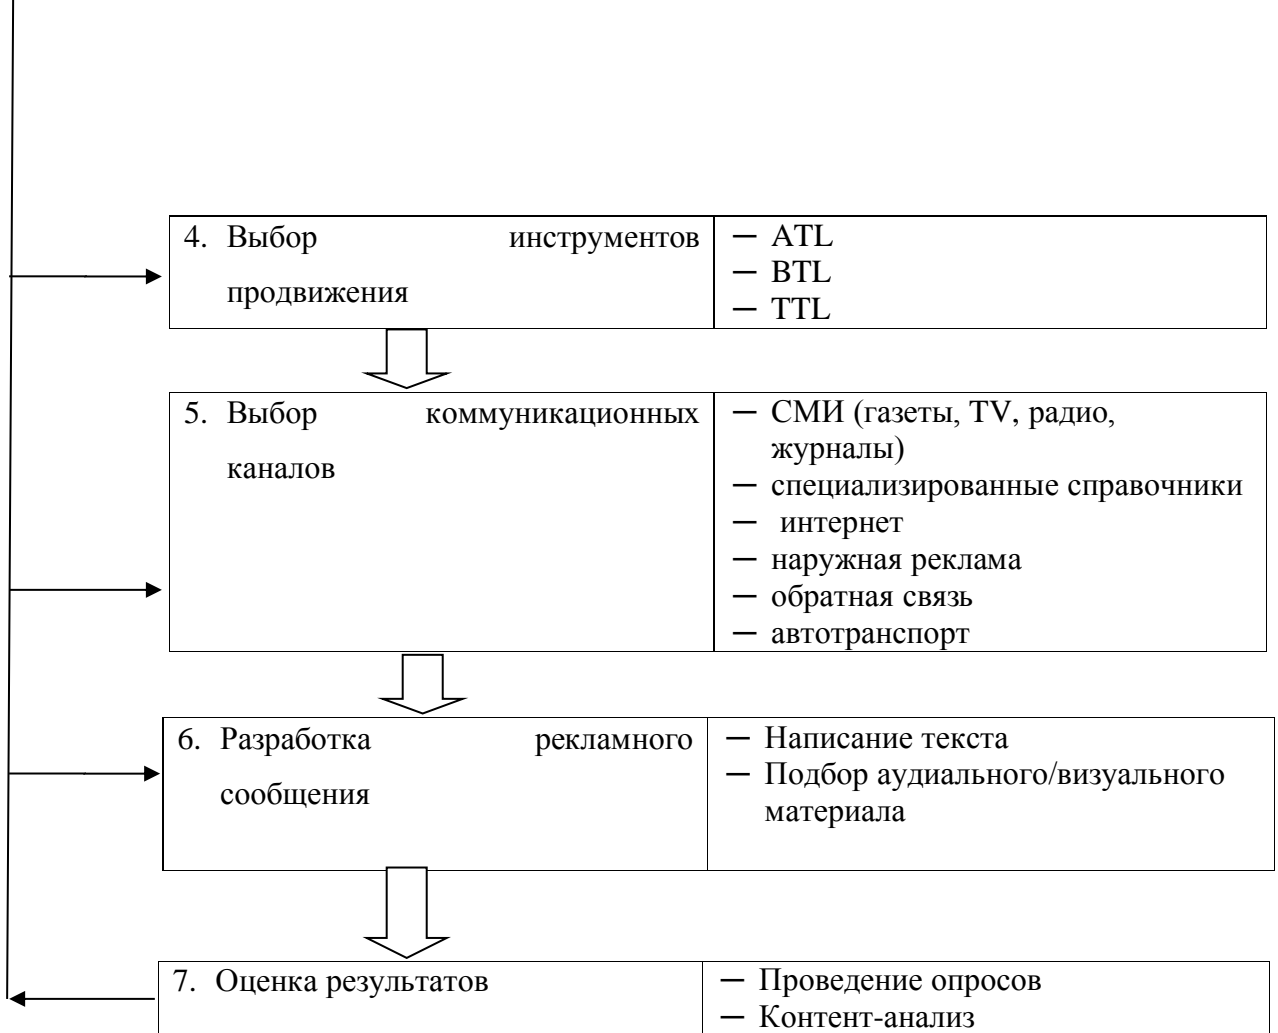 4. Выбор инструментов
продвижения
— ATL
— BTL
— TTL
5. Выбор коммуникационных
каналов
— СМИ (газеты, TV, радио,
журналы)
— специализированные справочники
— интернет
— наружная реклама
— обратная связь
— автотранспорт
6. Разработка рекламного
сообщения
— Написание текста
— Подбор аудиального/визуального
материала
7. Оценка результатов
— Проведение опросов
— Контент-анализ